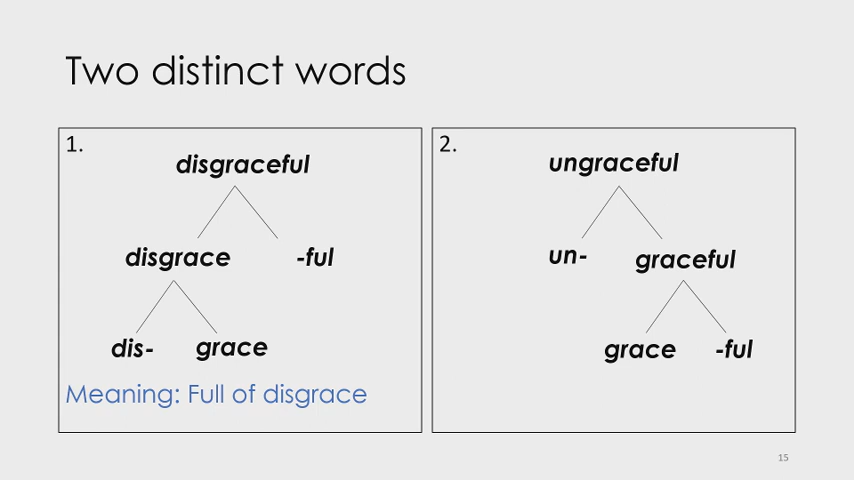 Two distinct words
1.
disgraceful
disgrace -ful
dis- grace
Meaning: Full of disgrace
2.
ungraceful
un- graceful
grace -ful
15